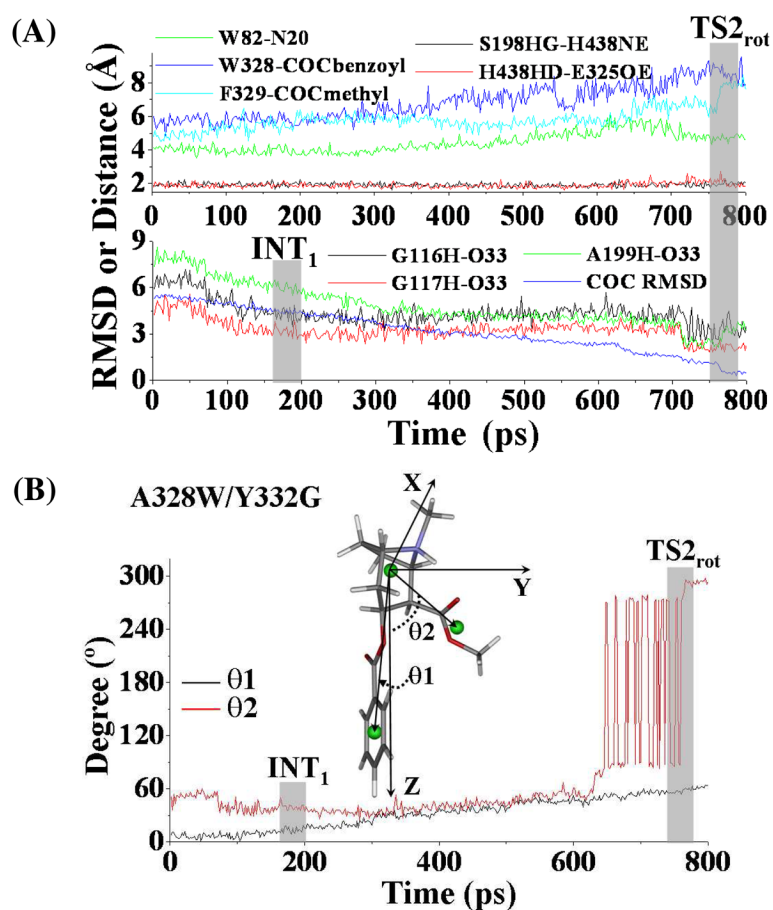 (A)
W82-N20
S198HG-H438NE
TS2rot
W328-COCbenzoyl
H438HD-E325OE
F329-COCmethyl
8
6
4
2
0 100 200 300 400 500 600 700 800
RMSD or Distance (Å)
INT1
G116H-O33
A199H-O33
G117H-O33
COC RMSD
9
6
3
0
0 100 200 300 400 500 600 700 800
Time (ps)
(B)
A328W/Y332G
X
Y
Z
θ2
θ1
TS2rot
300
240
180
120
60
0
Degree (º)
θ1
θ2
INT1
0 200 400 600 800
Time (ps)